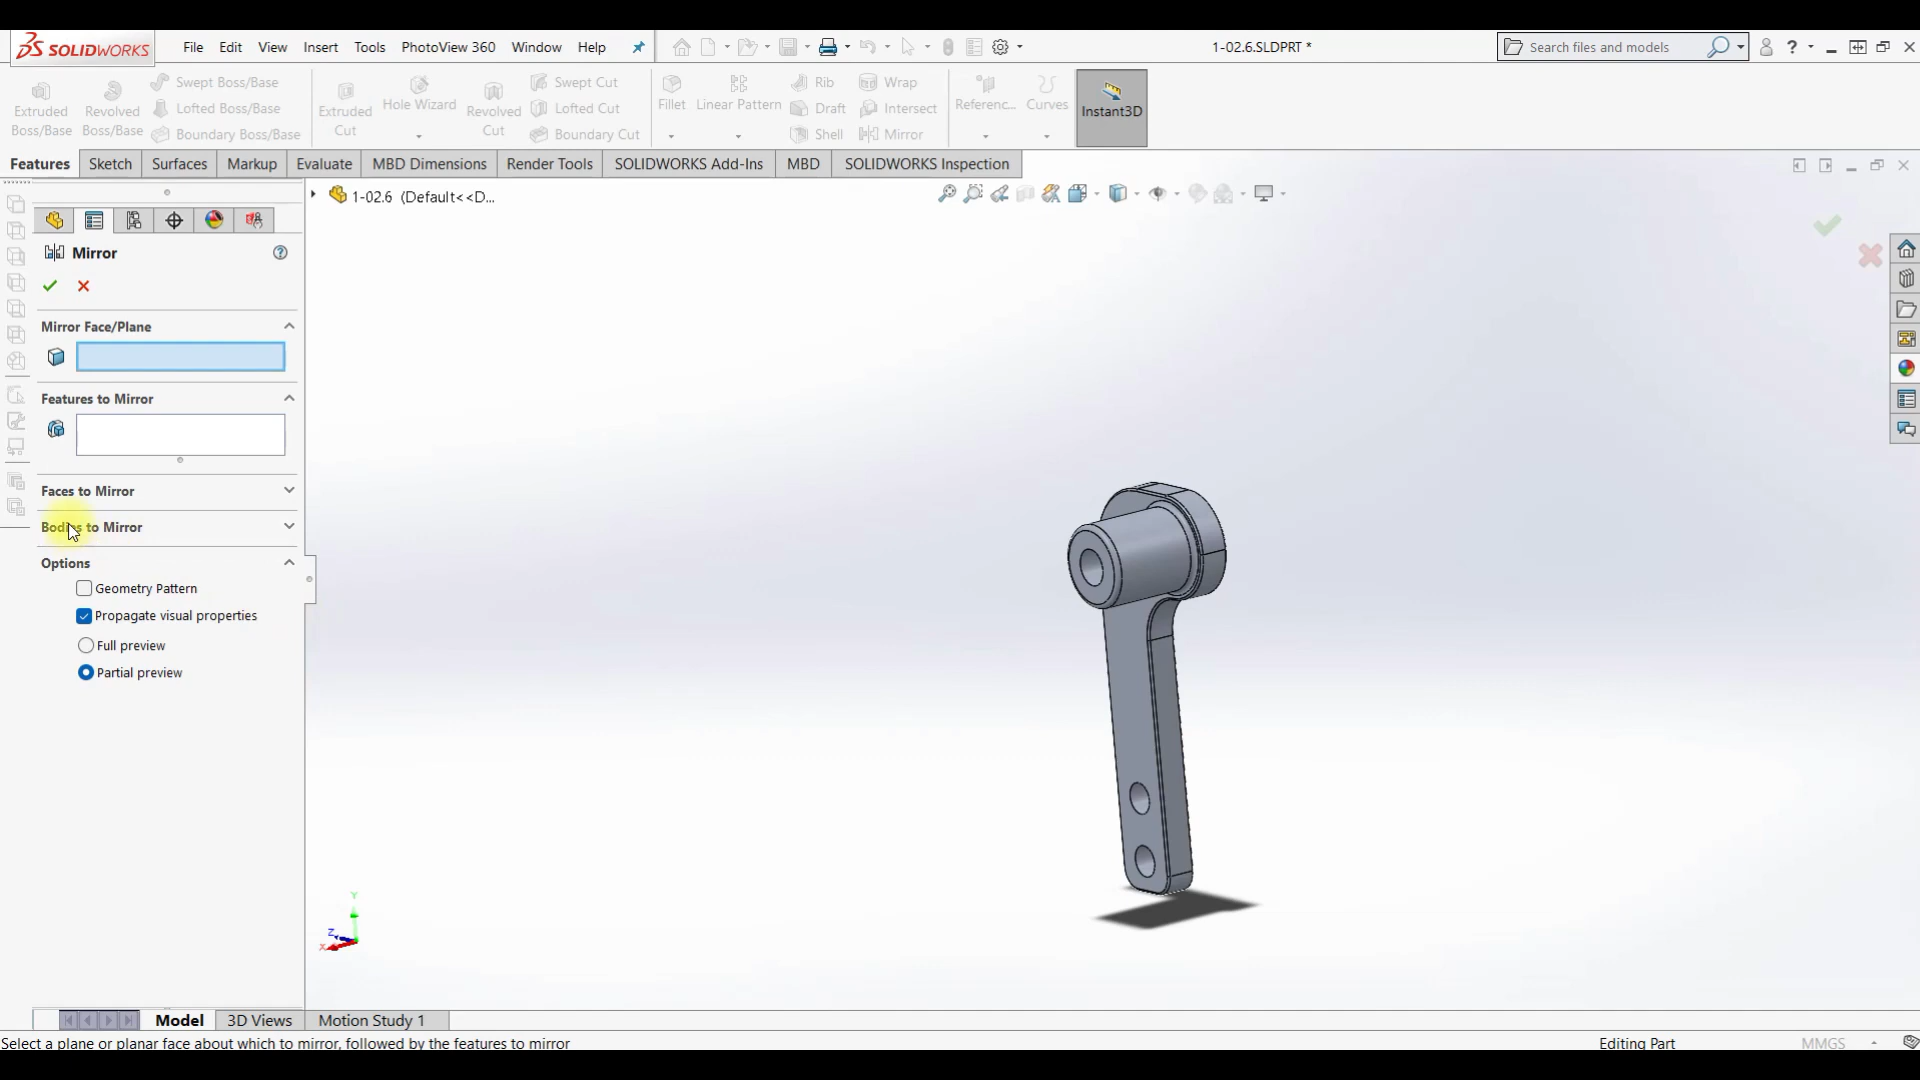 SOLIDWORKS File Edit View Insert Tools PhotoView 360 Window Help 1-02.6.SLDPRT * Search files and models ?
Extruded Boss/Base
Revolved Boss/Base
Swept Boss/Base
Lofted Boss/Base
Boundary Boss/Base
Extruded Cut
Hole Wizard
Revolved Cut
Swept Cut
Lofted Cut
Boundary Cut
Fillet
Linear Pattern
Rib
Draft
Shell
Wrap
Intersect
Mirror
Referenc...
Curves
Instant3D
Features Sketch Surfaces Markup Evaluate MBD Dimensions Render Tools SOLIDWORKS Add-Ins MBD SOLIDWORKS Inspection
1-02.6 (Default<<D...
Mirror ?
Mirror Face/Plane
Features to Mirror
Faces to Mirror
Bodies to Mirror
Options
Geometry Pattern
Propagate visual properties
Full preview
Partial preview
Y
Z
X
Model 3D Views Motion Study 1
Select a plane or planar face about which to mirror, followed by the features to mirror Editing Part MMGS